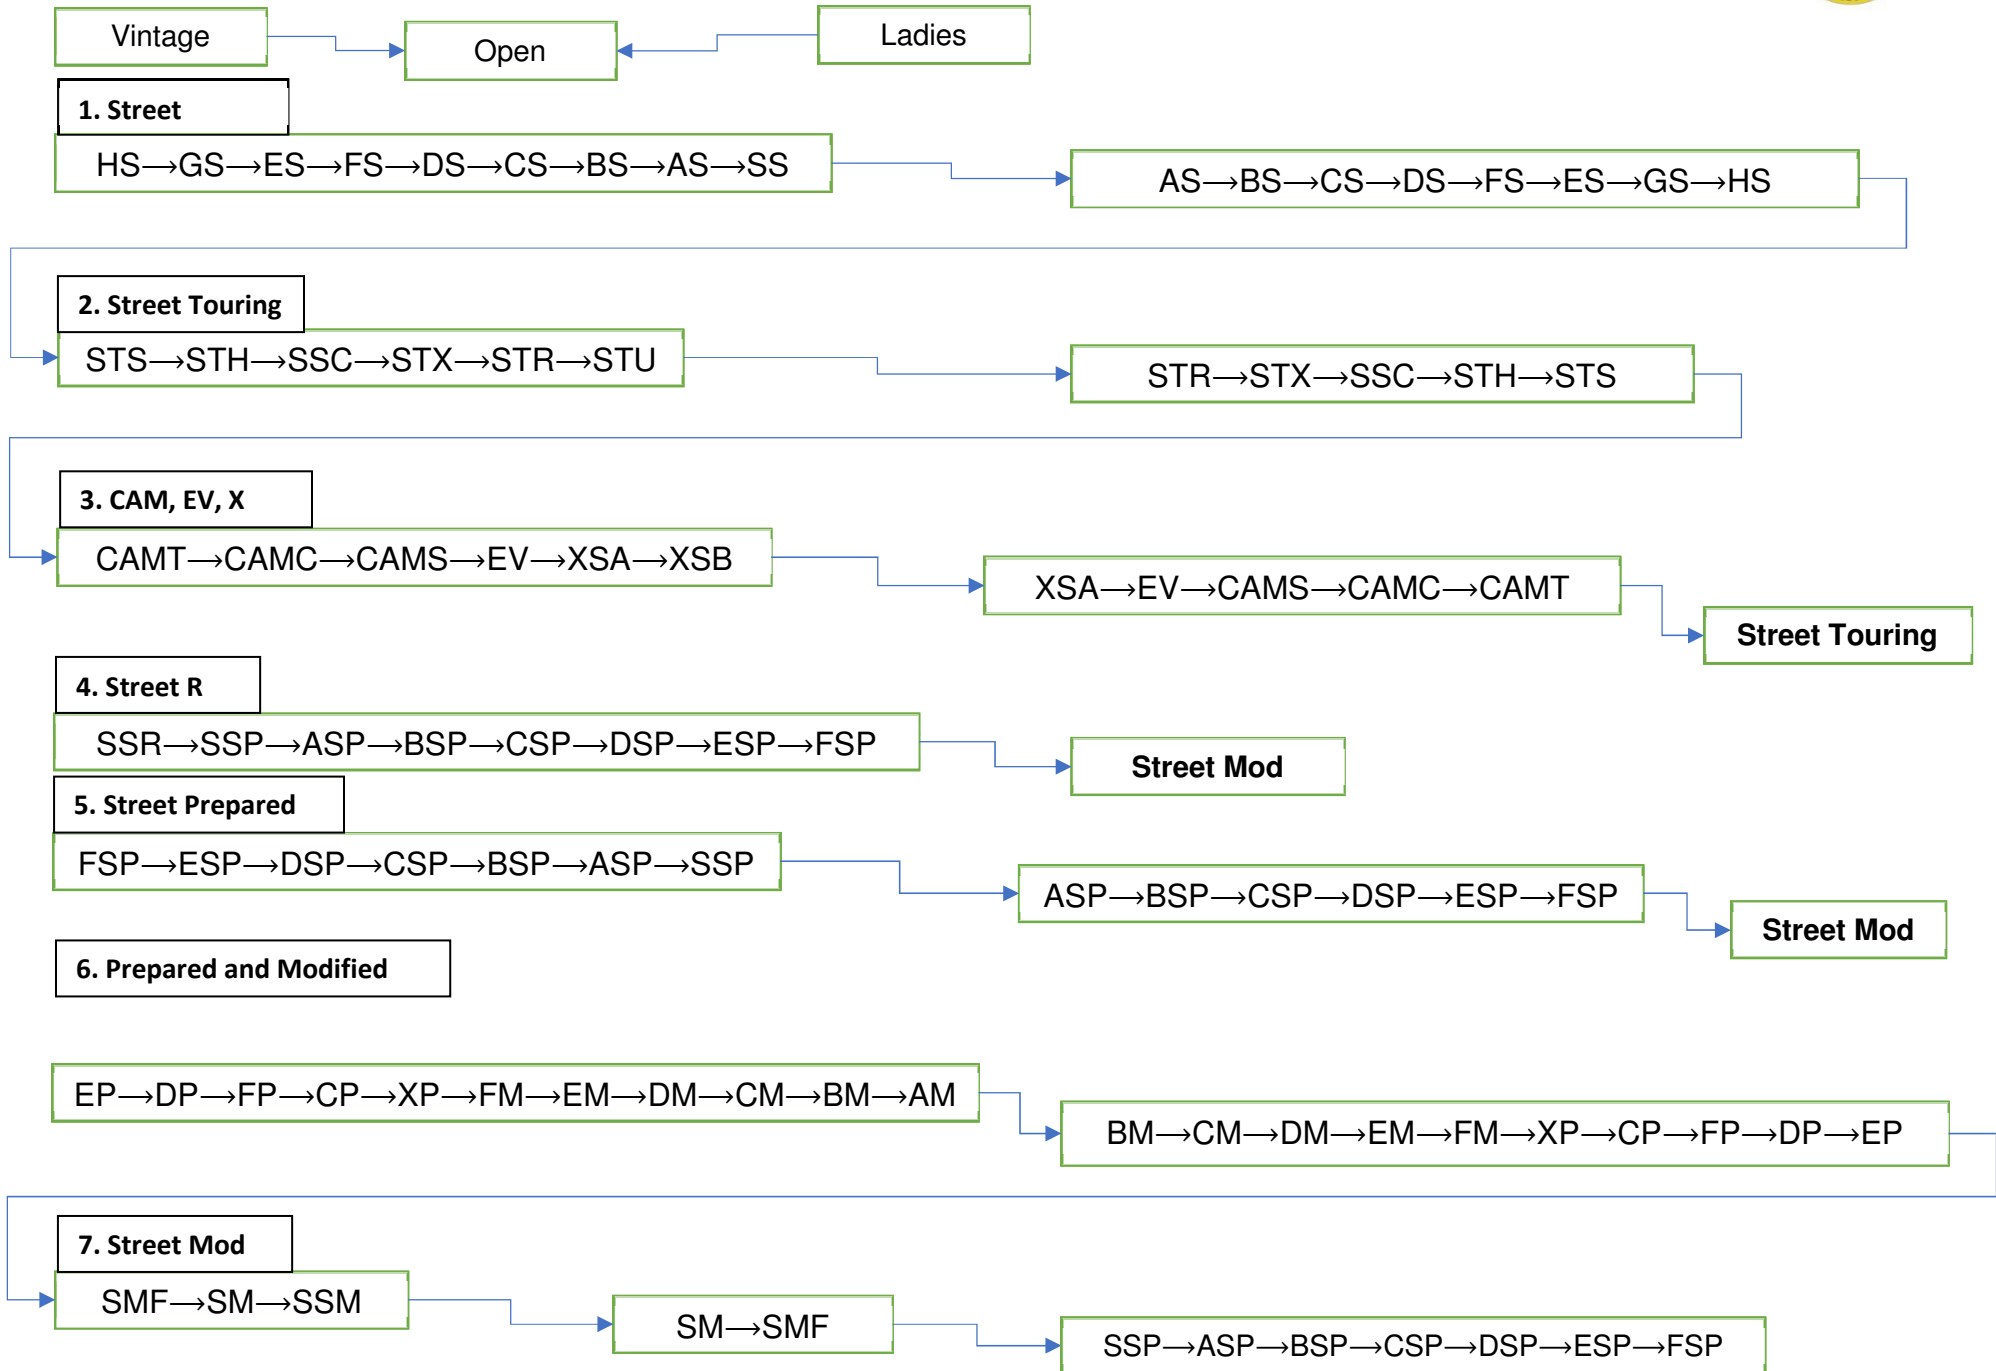 Vintage
Open
Ladies
1. Street
HS→GS→ES→FS→DS→CS→BS→AS→SS
AS→BS→CS→DS→FS→ES→GS→HS
2. Street Touring
STS→STH→SSC→STX→STR→STU
STR→STX→SSC→STH→STS
3. CAM, EV, X
CAMT→CAMC→CAMS→EV→XSA→XSB
XSA→EV→CAMS→CAMC→CAMT
Street Touring
4. Street R
SSR→SSP→ASP→BSP→CSP→DSP→ESP→FSP
Street Mod
5. Street Prepared
FSP→ESP→DSP→CSP→BSP→ASP→SSP
ASP→BSP→CSP→DSP→ESP→FSP
Street Mod
6. Prepared and Modified
EP→DP→FP→CP→XP→FM→EM→DM→CM→BM→AM
BM→CM→DM→EM→FM→XP→CP→FP→DP→EP
7. Street Mod
SMF→SM→SSM
SM→SMF
SSP→ASP→BSP→CSP→DSP→ESP→FSP